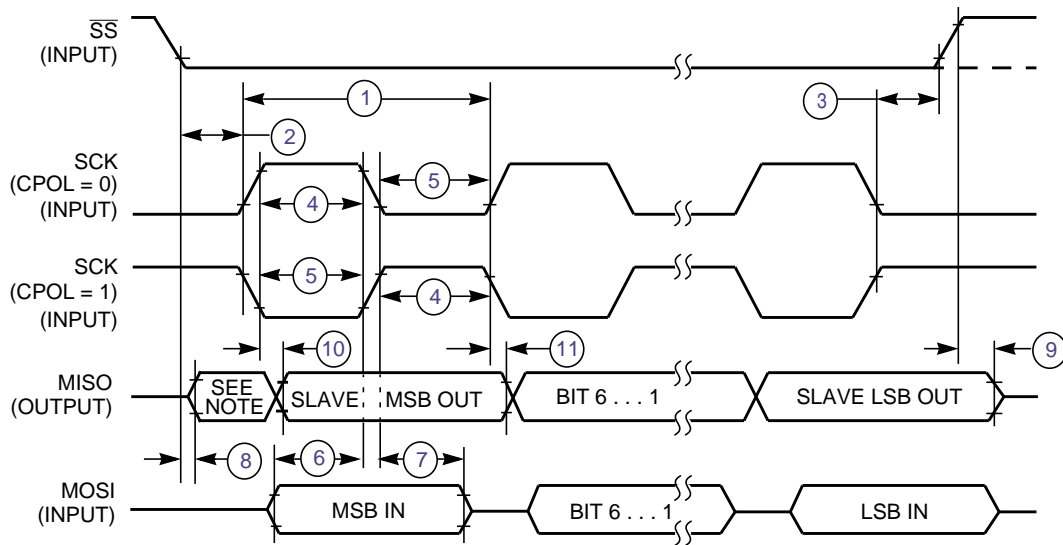 SS
(INPUT)
1
3
2
SCK
(CPOL = 0)
(INPUT)
5
4
SCK
(CPOL = 1)
(INPUT)
5
4
10
11
9
MISO
(OUTPUT)
SEE
NOTE
SLAVE
MSB OUT
BIT 6 . . . 1
SLAVE LSB OUT
8
6
7
MOSI
(INPUT)
MSB IN
BIT 6 . . . 1
LSB IN